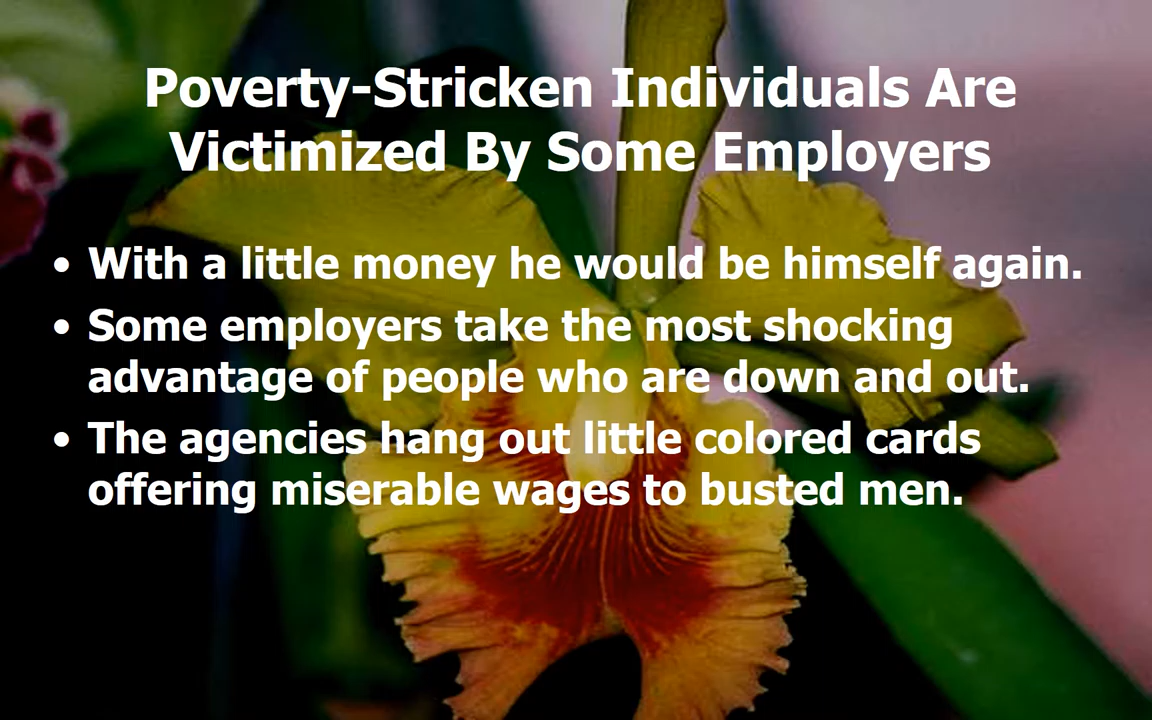 Poverty-Stricken Individuals Are
Victimized By Some Employers
• With a little money he would be himself again.
• Some employers take the most shocking
advantage of people who are down and out.
• The agencies hang out little colored cards
offering miserable wages to busted men.